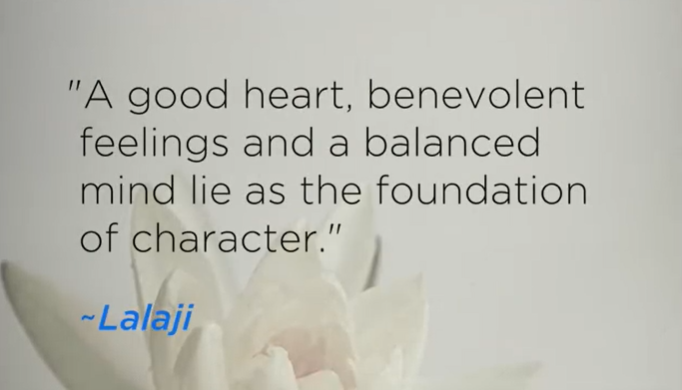 "A good heart, benevolent
feelings and a balanced
mind lie as the foundation
of character."
~Lalaji